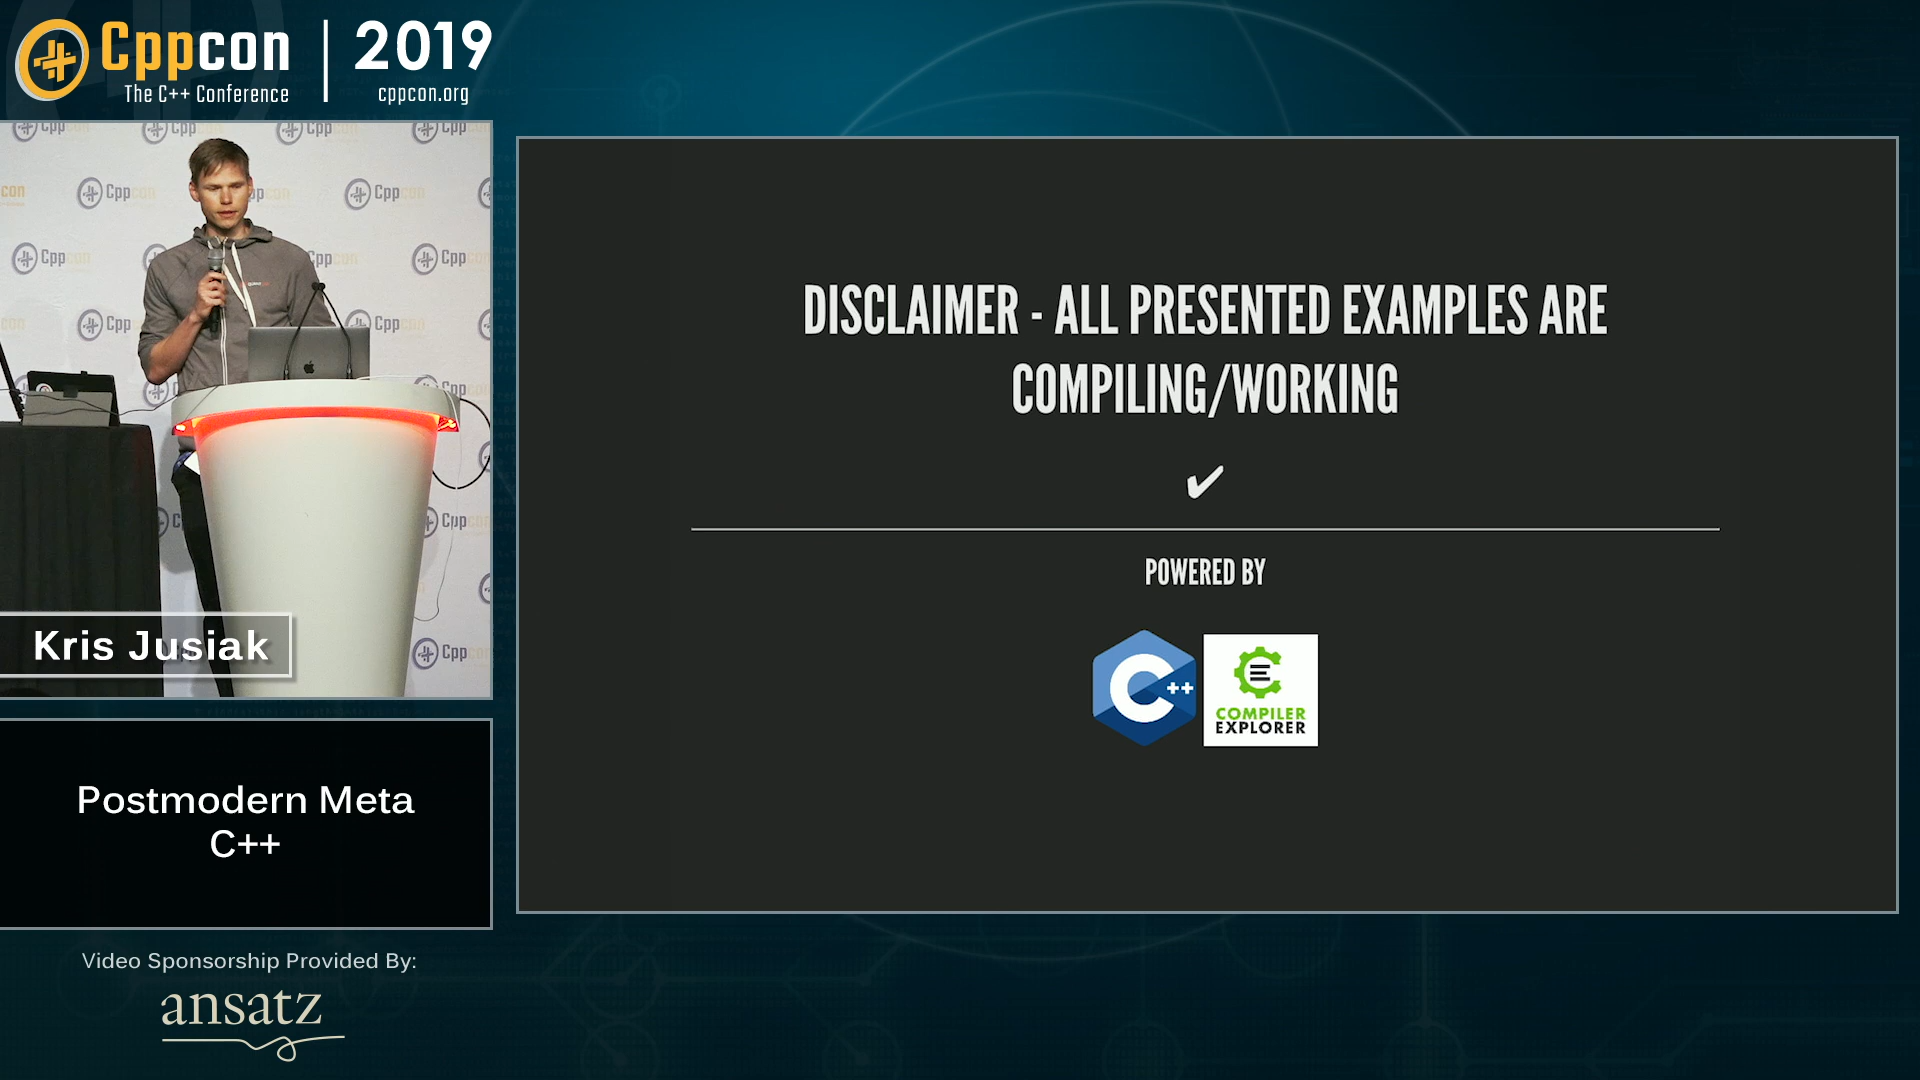 Cppcon
The C++ Conference
2019
cppcon.org
Kris Jusiak
Postmodern Meta
C++
Video Sponsorship Provided By:
ansatz
DISCLAIMER - ALL PRESENTED EXAMPLES ARE
COMPILING/WORKING
✔
POWERED BY
C++
COMPILER
EXPLORER